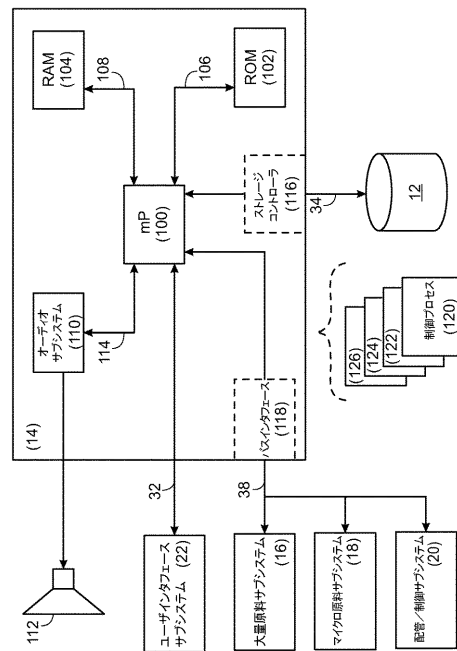 (14)
RAM
(104)
108
ROM
(102)
106
mP
(100)
オーディオ
サブシステム
(110)
114
112
ストレージ
コントローラ
(116)
34
12
バスインタフェース
(118)
32
38
ユーザインタフェース
サブシステム
(22)
大量原料サブシステム
(16)
マイクロ原料サブシステム
(18)
配管/制御サブシステム
(20)
(126)
(124)
(122)
制御プロセス
(120)